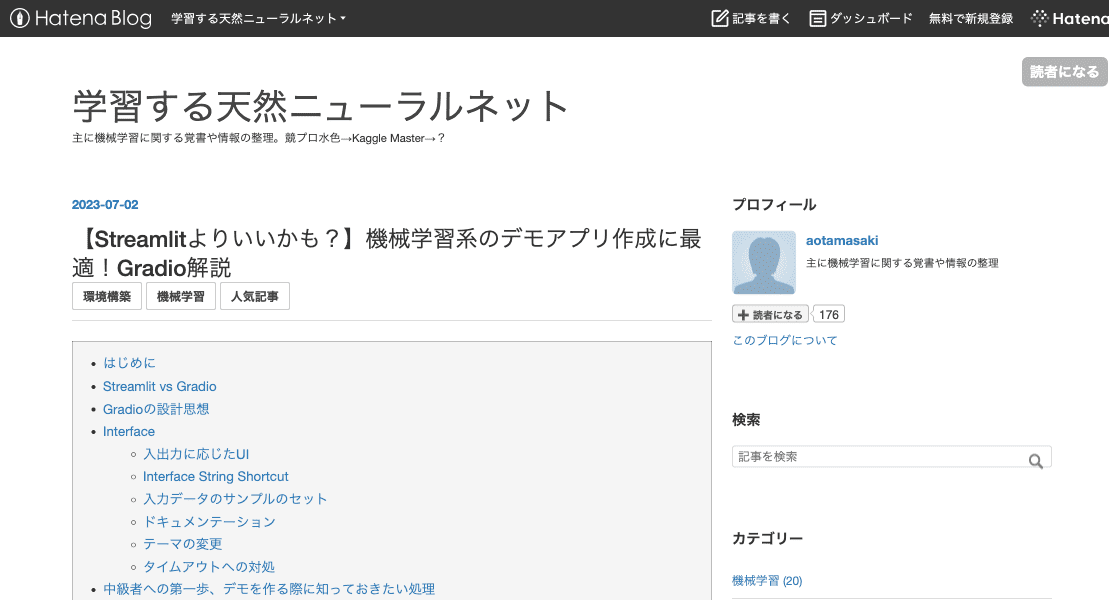 Hatena Blog 学習する天然ニューラルネット 記事を書く ダッシュボード 無料で新規登録 Hatena
読者になる
学習する天然ニューラルネット
主に機械学習に関する覚書や情報の整理。競プロ水色→Kaggle Master→？
2023-07-02
【Streamlitよりいいかも？】機械学習系のデモアプリ作成に最
適！Gradio解説
環境構築 機械学習 人気記事
はじめに
Streamlit vs Gradio
Gradioの設計思想
Interface
入出力に応じたUI
Interface String Shortcut
入力データのサンプルのセット
ドキュメンテーション
テーマの変更
タイムアウトへの対処
中級者への第一歩、デモを作る際に知っておきたい処理
プロフィール
aotamasaki
主に機械学習に関する覚書や情報の整理
読者になる 176
このブログについて
検索
記事を検索
カテゴリー
機械学習 (20)